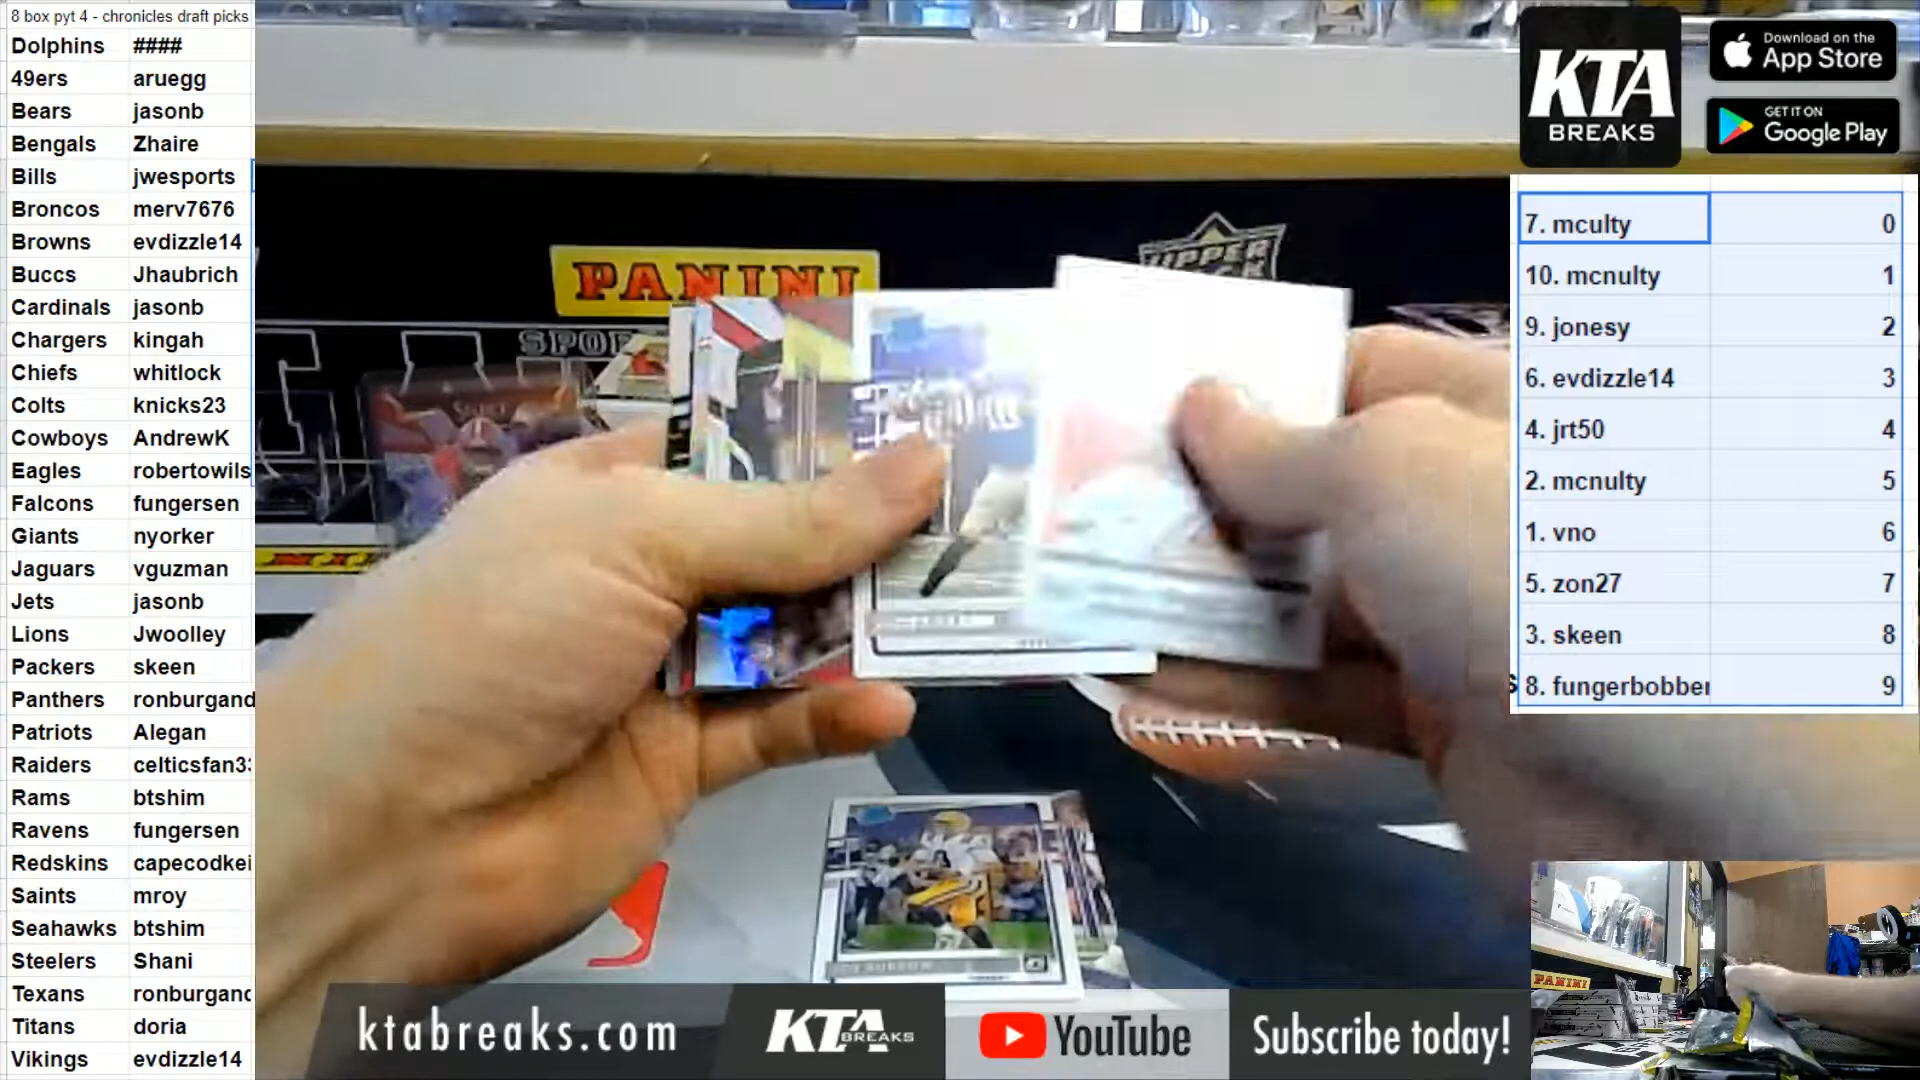 8 box pyt 4 - chronicles draft picks
Dolphins ####
49ers aruegg
Bears jasonb
Bengals Zhaire
Bills jwesports
Broncos merv7676
Browns evdizzle14
Buccs Jhaubrich
Cardinals jasonb
Chargers kingah
Chiefs whitlock
Colts knicks23
Cowboys AndrewK
Eagles robertowils
Falcons fungersen
Giants nyorker
Jaguars vguzman
Jets jasonb
Lions Jwoolley
Packers skeen
Panthers ronburgand
Patriots Alegan
Raiders celticsfan33
Rams btshim
Ravens fungersen
Redskins capecodkei
Saints mroy
Seahawks btshim
Steelers Shani
Texans ronburgand
Titans doria
Vikings evdizzle14
PANINI
UPPER
KTA
BREAKS
Download on the
App Store
GET IT ON
Google Play
7. mculty 0
10. mcnulty 1
9. jonesy 2
6. evdizzle14 3
4. jrt50 4
2. mcnulty 5
1. vno 6
5. zon27 7
3. skeen 8
8. fungerbobber 9
PANINI
ktabreaks.com
KTA BREAKS
YouTube
Subscribe today!